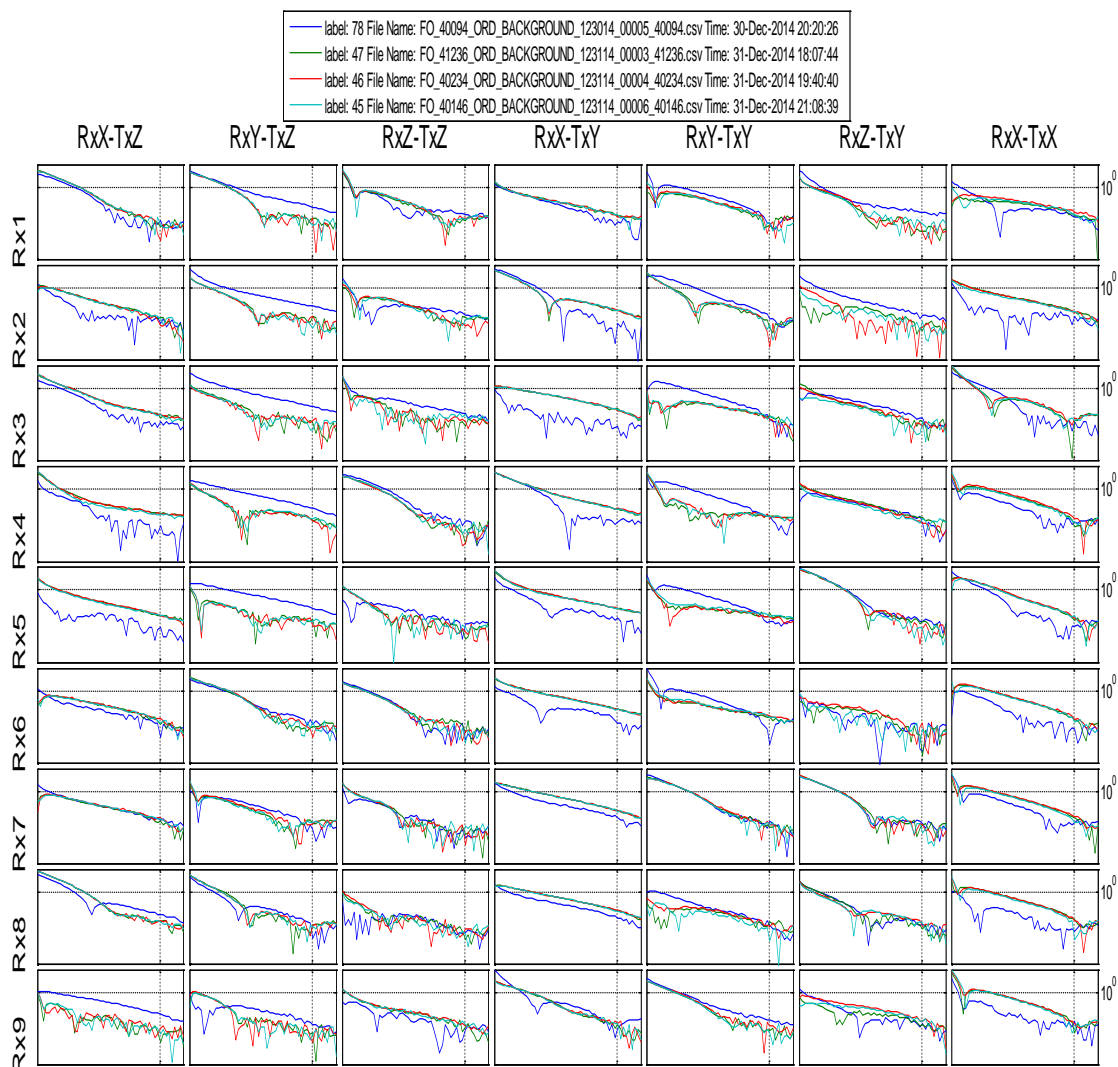 label: 78 File Name: FO_40094_ORD_BACKGROUND_123014_00005_40094.csv Time: 30-Dec-2014 20:20:26
label: 47 File Name: FO_41236_ORD_BACKGROUND_123114_00003_41236.csv Time: 31-Dec-2014 18:07:44
label: 46 File Name: FO_40234_ORD_BACKGROUND_123114_00004_40234.csv Time: 31-Dec-2014 19:40:40
label: 45 File Name: FO_40146_ORD_BACKGROUND_123114_00006_40146.csv Time: 31-Dec-2014 21:08:39
RxX-TxZ RxY-TxZ RxZ-TxZ RxX-TxY RxY-TxY RxZ-TxY RxX-TxX
Rx1 10^0
Rx2 10^0
Rx3 10^0
Rx4 10^0
Rx5 10^0
Rx6 10^0
Rx7 10^0
Rx8 10^0
Rx9 10^0